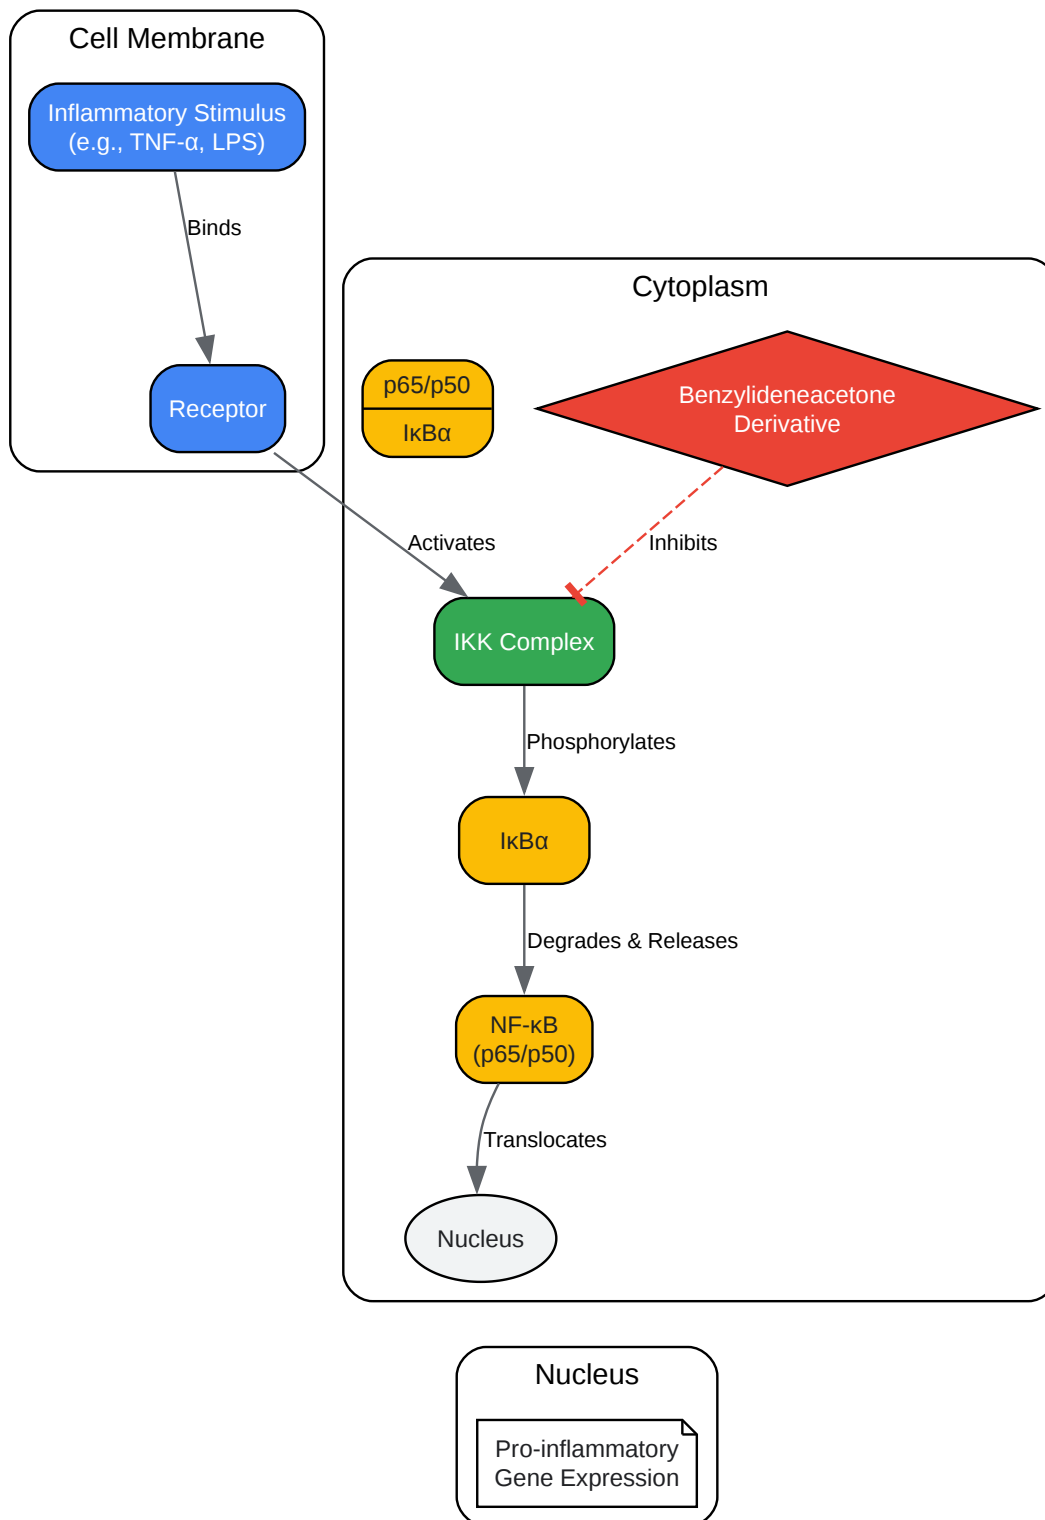 Cell Membrane
Inflammatory Stimulus
(e.g., TNF-α, LPS)
Binds
Receptor
Cytoplasm
p65/p50
IκBα
Benzylideneacetone
Derivative
Activates
Inhibits
IKK Complex
Phosphorylates
IκBα
Degrades & Releases
NF-κB
(p65/p50)
Translocates
Nucleus
Nucleus
Pro-inflammatory
Gene Expression